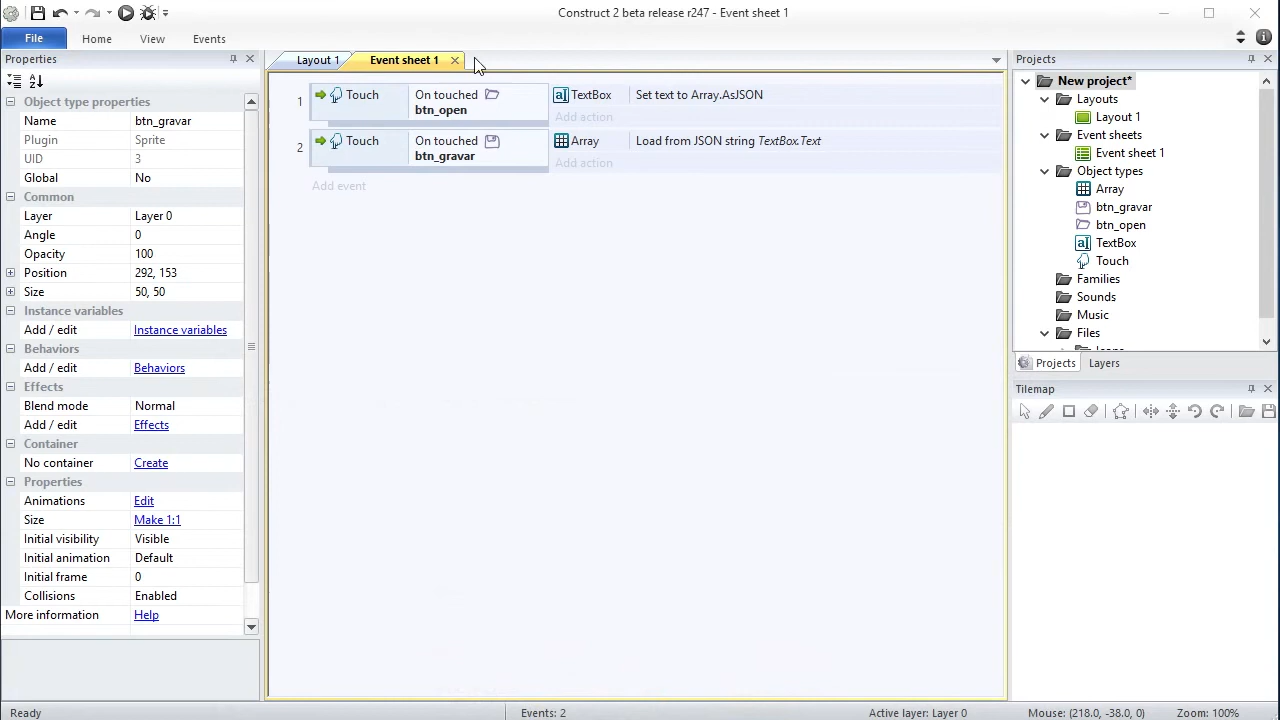 Construct 2 beta release r247 - Event sheet 1
File
Home
View
Events
Properties
Object type properties
Name btn_gravar
Plugin Sprite
UID 3
Global No
Common
Layer Layer 0
Angle 0
Opacity 100
Position 292, 153
Size 50, 50
Instance variables
Add / edit Instance variables
Behaviors
Add / edit Behaviors
Effects
Blend mode Normal
Add / edit Effects
Container
No container Create
Properties
Animations Edit
Size Make 1:1
Initial visibility Visible
Initial animation Default
Initial frame 0
Collisions Enabled
More information Help
Layout 1
Event sheet 1
1 Touch On touched btn_open TextBox Set text to Array.AsJSON
Add action
2 Touch On touched btn_gravar Array Load from JSON string TextBox.Text
Add action
Add event
Projects
New project*
Layouts
Layout 1
Event sheets
Event sheet 1
Object types
Array
btn_gravar
btn_open
TextBox
Touch
Families
Sounds
Music
Files
Projects
Layers
Tilemap
Ready
Events: 2
Active layer: Layer 0
Mouse: (218.0, -38.0, 0)
Zoom: 100%